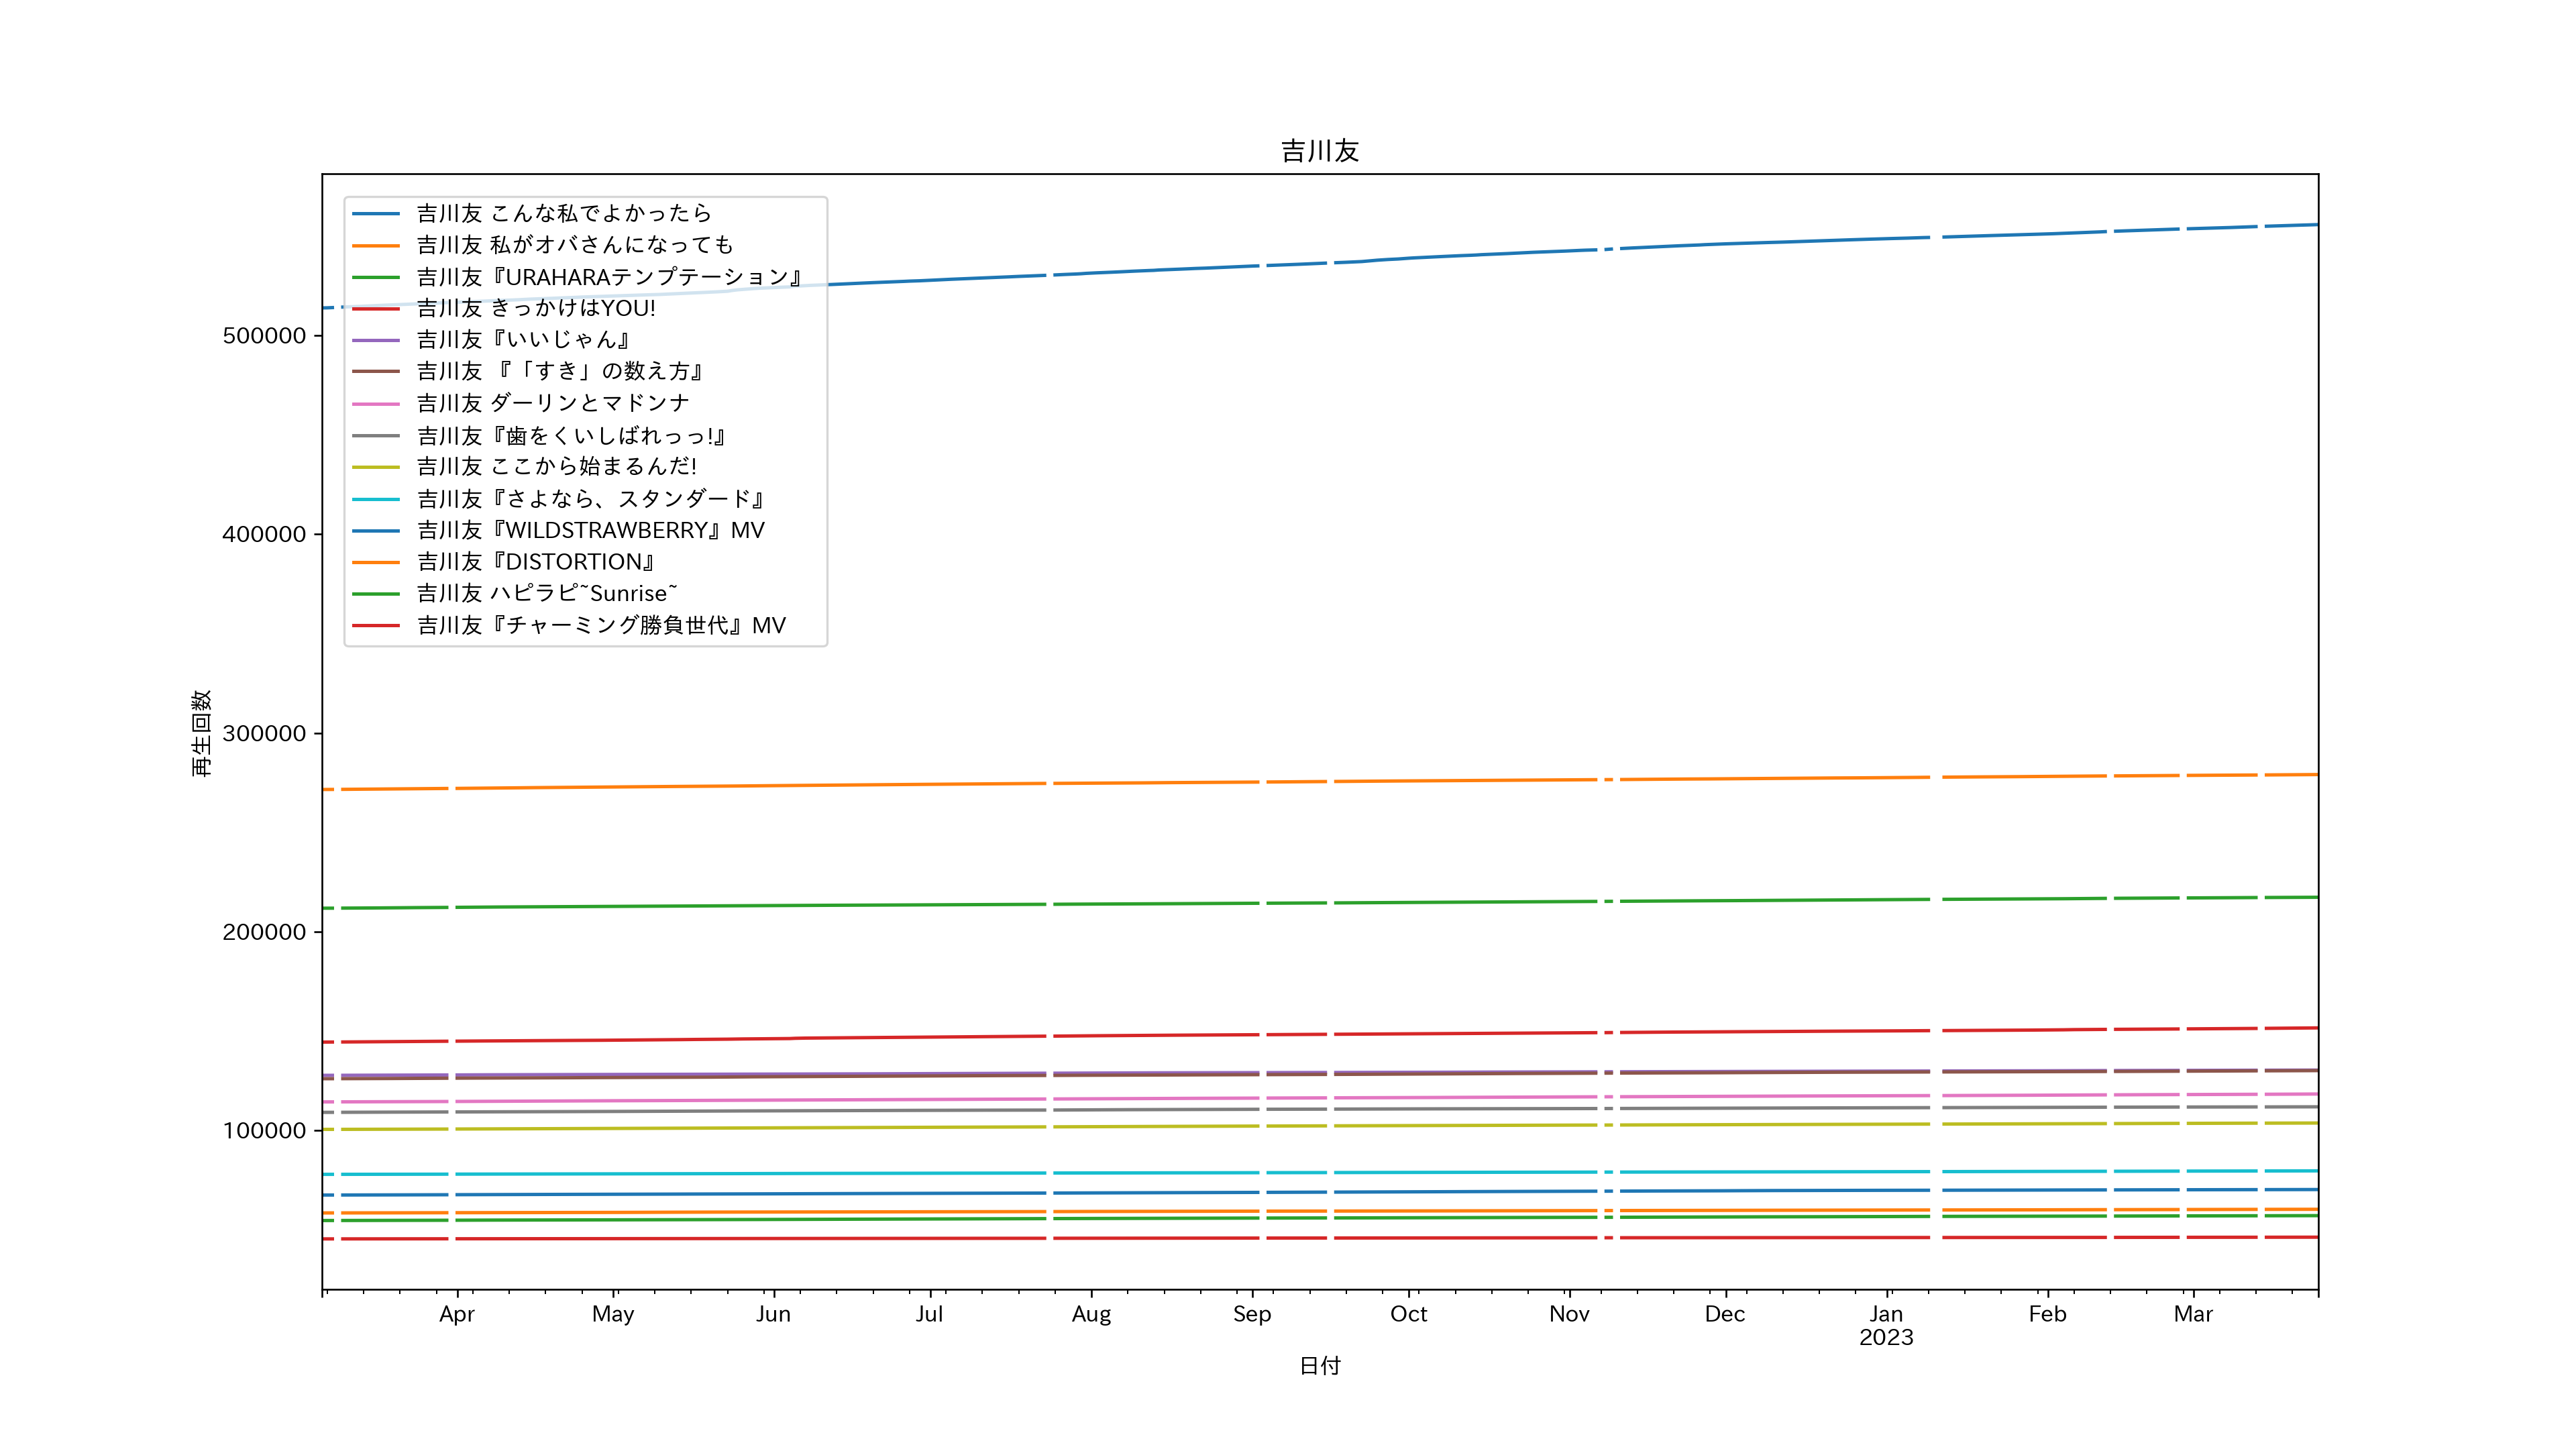 吉川友
吉川友 こんな私でよかったら
吉川友 私がオバさんになっても
吉川友『URAHARAテンプテーション』
吉川友 きっかけはYOU!
吉川友『いいじゃん』
吉川友 『「すき」の数え方』
吉川友 ダーリンとマドンナ
吉川友『歯をくいしばれっっ!』
吉川友 ここから始まるんだ!
吉川友『さよなら、スタンダード』
吉川友『WILDSTRAWBERRY』MV
吉川友『DISTORTION』
吉川友 ハピラピ~Sunrise~
吉川友『チャーミング勝負世代』MV
再生回数
500000
400000
300000
200000
100000
Apr May Jun Jul Aug Sep Oct Nov Dec Jan Feb Mar
2023
日付